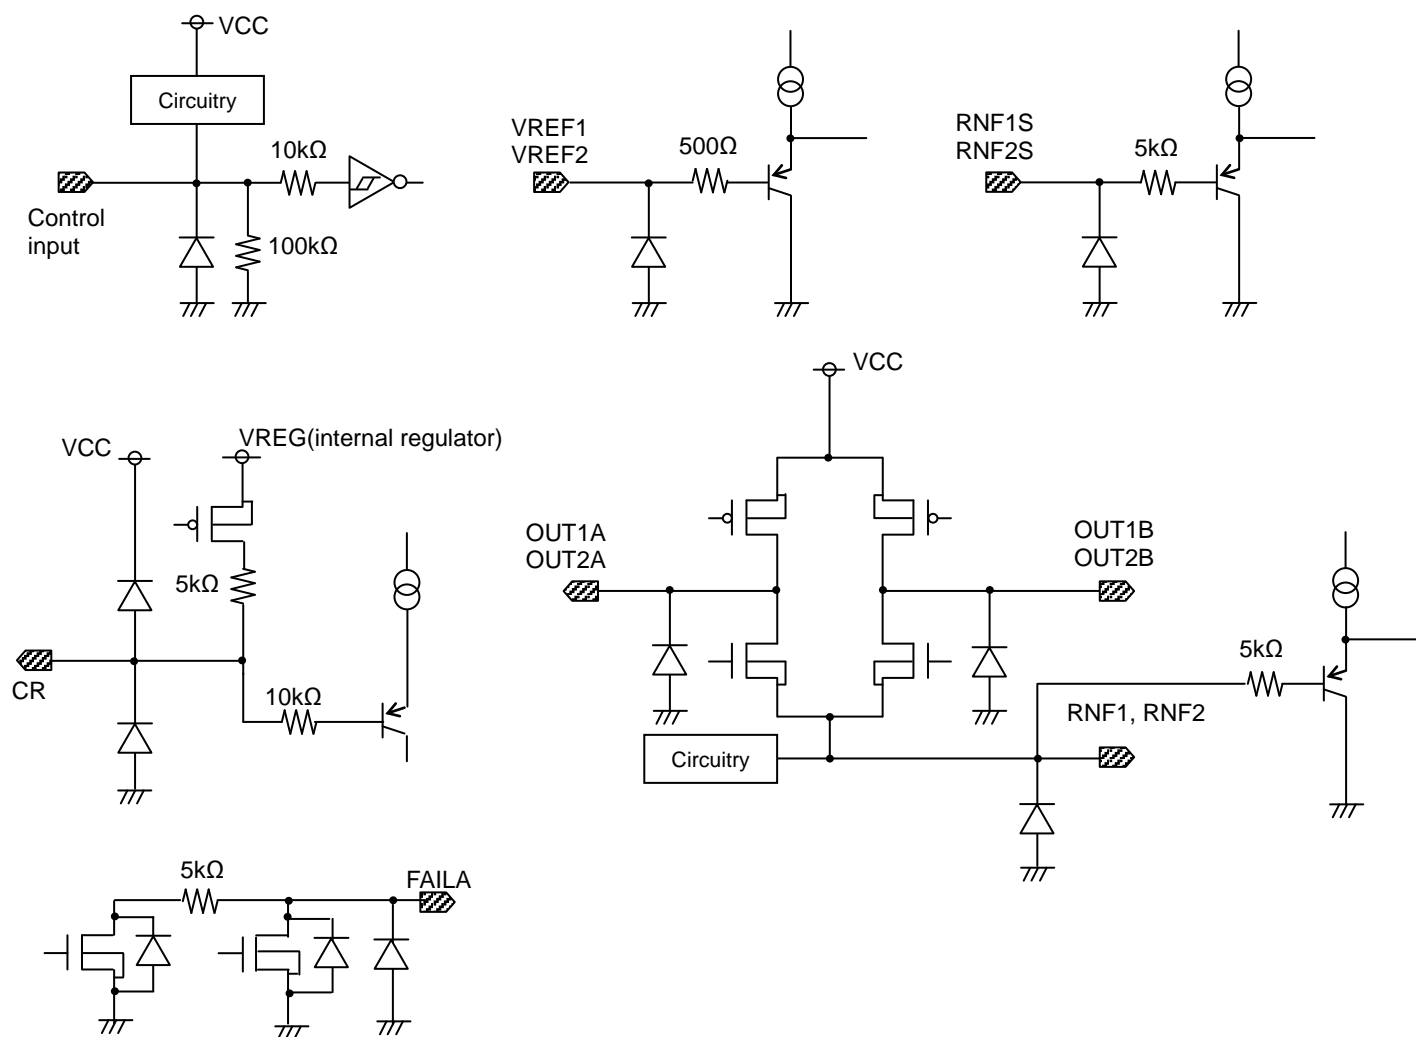 VCC
Circuitry
10kΩ
Control
input
100kΩ
VREF1
VREF2
500Ω
RNF1S
RNF2S
5kΩ
VCC
VREG(internal regulator)
5kΩ
CR
10kΩ
VCC
OUT1A
OUT2A
OUT1B
OUT2B
5kΩ
RNF1, RNF2
Circuitry
5kΩ
FAILA